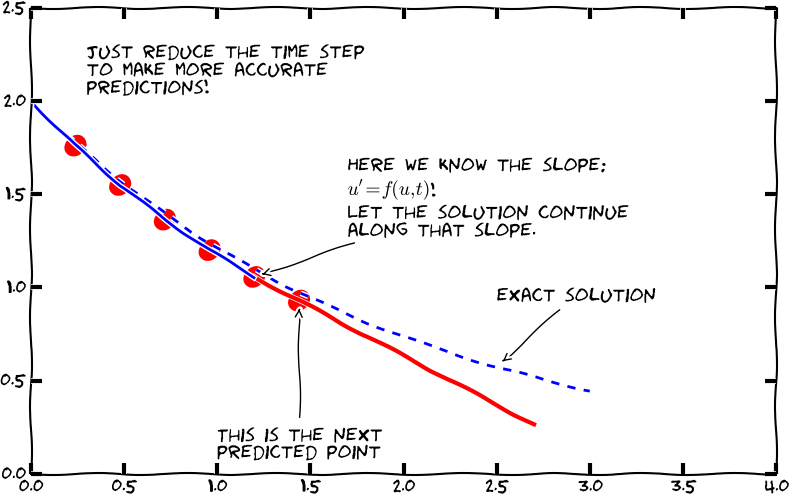 2.5
JUST REDUCE THE TIME STEP
TO MAKE MORE ACCURATE
PREDICTIONS!
2.0
HERE WE KNOW THE SLOPE:
u′=f(u,t)!
LET THE SOLUTION CONTINUE
ALONG THAT SLOPE.
1.5
1.0
EXACT SOLUTION
0.5
THIS IS THE NEXT
PREDICTED POINT
0.0
0.0 0.5 1.0 1.5 2.0 2.5 3.0 3.5 4.0